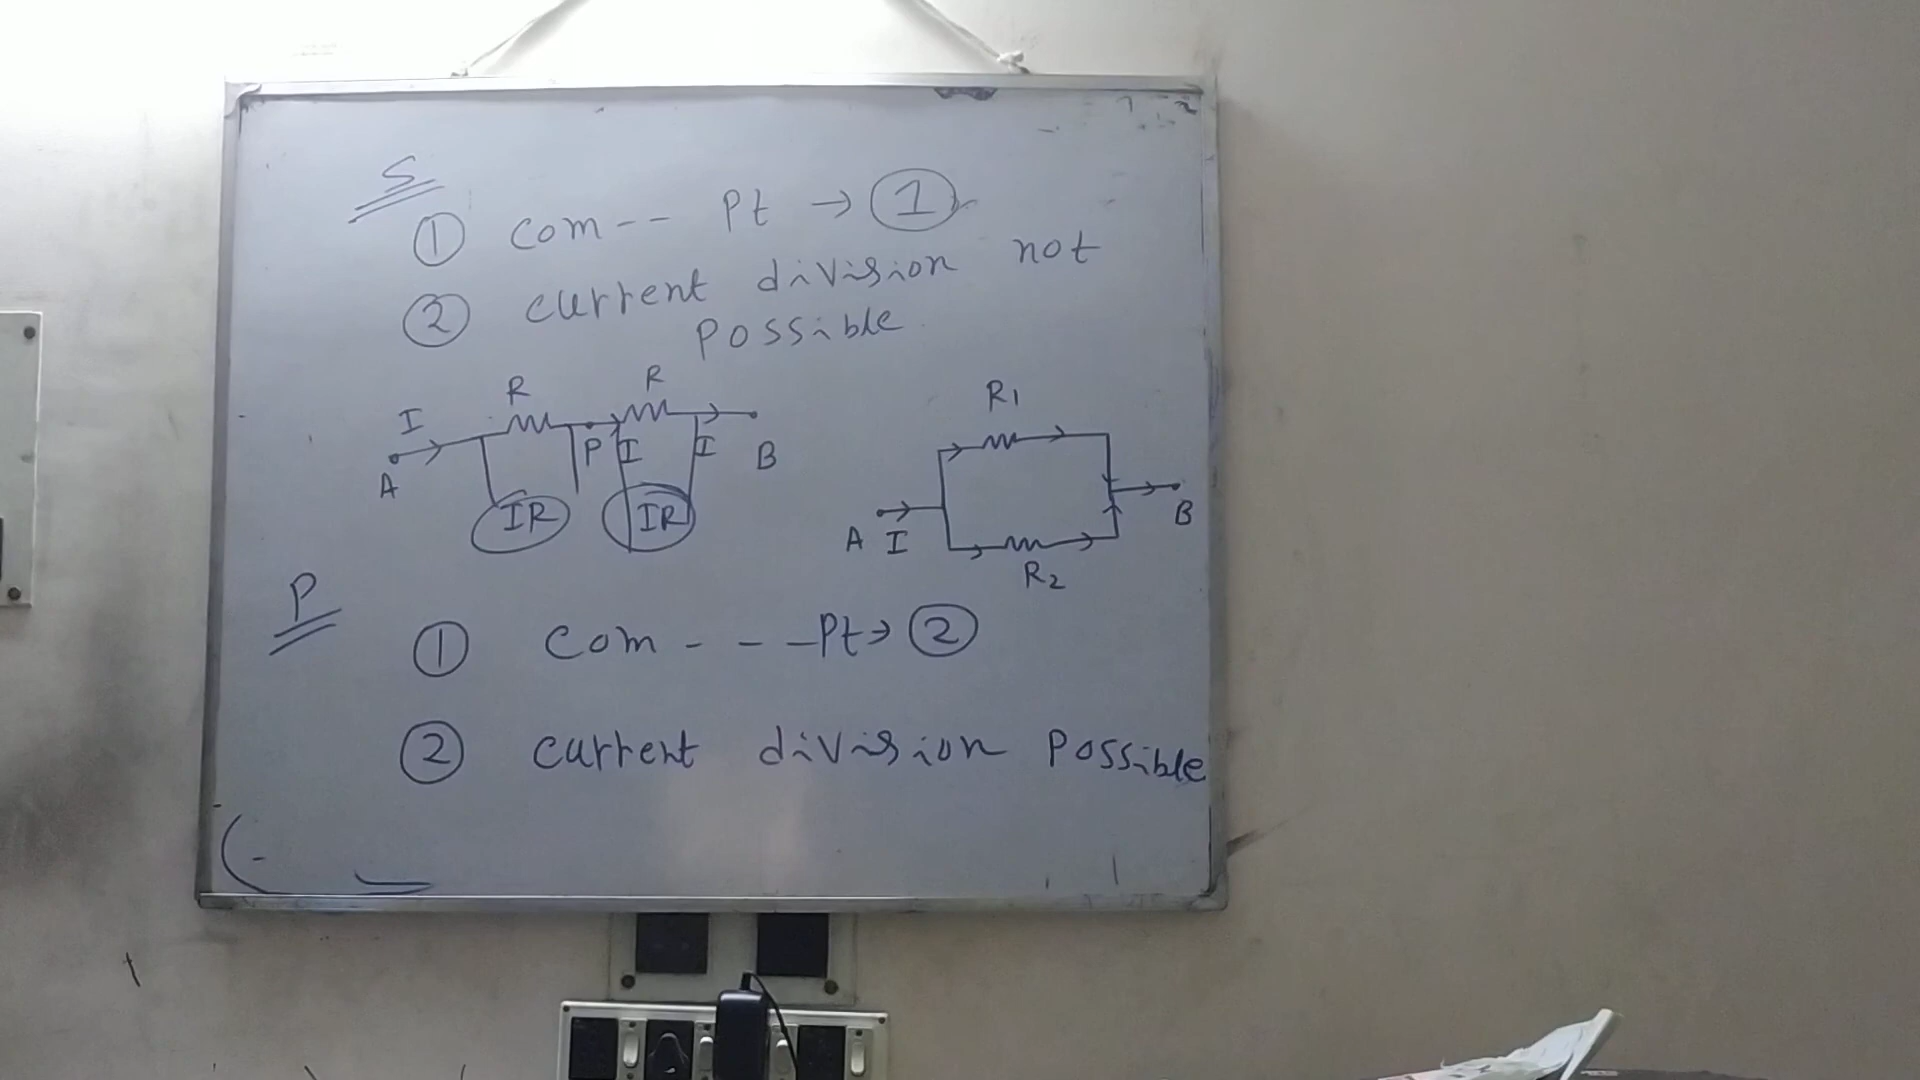 S
① com-- Pt → ①
② current division not
possible
R R
I
P I I
A B
IR IR
R1
A I B
R2
P
① Com - - -Pt→ ②
② current division possible